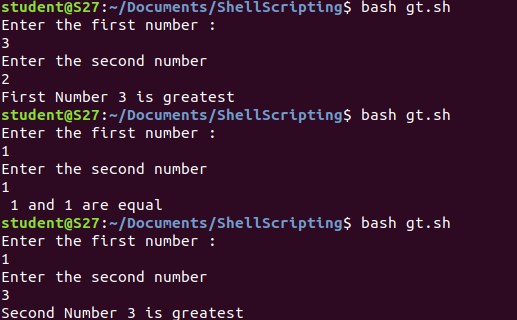 student@S27:~/Documents/ShellScripting$ bash gt.sh
Enter the first number :
3
Enter the second number
2
First Number 3 is greatest
student@S27:~/Documents/ShellScripting$ bash gt.sh
Enter the first number :
1
Enter the second number
1
 1 and 1 are equal
student@S27:~/Documents/ShellScripting$ bash gt.sh
Enter the first number :
1
Enter the second number
3
Second Number 3 is greatest